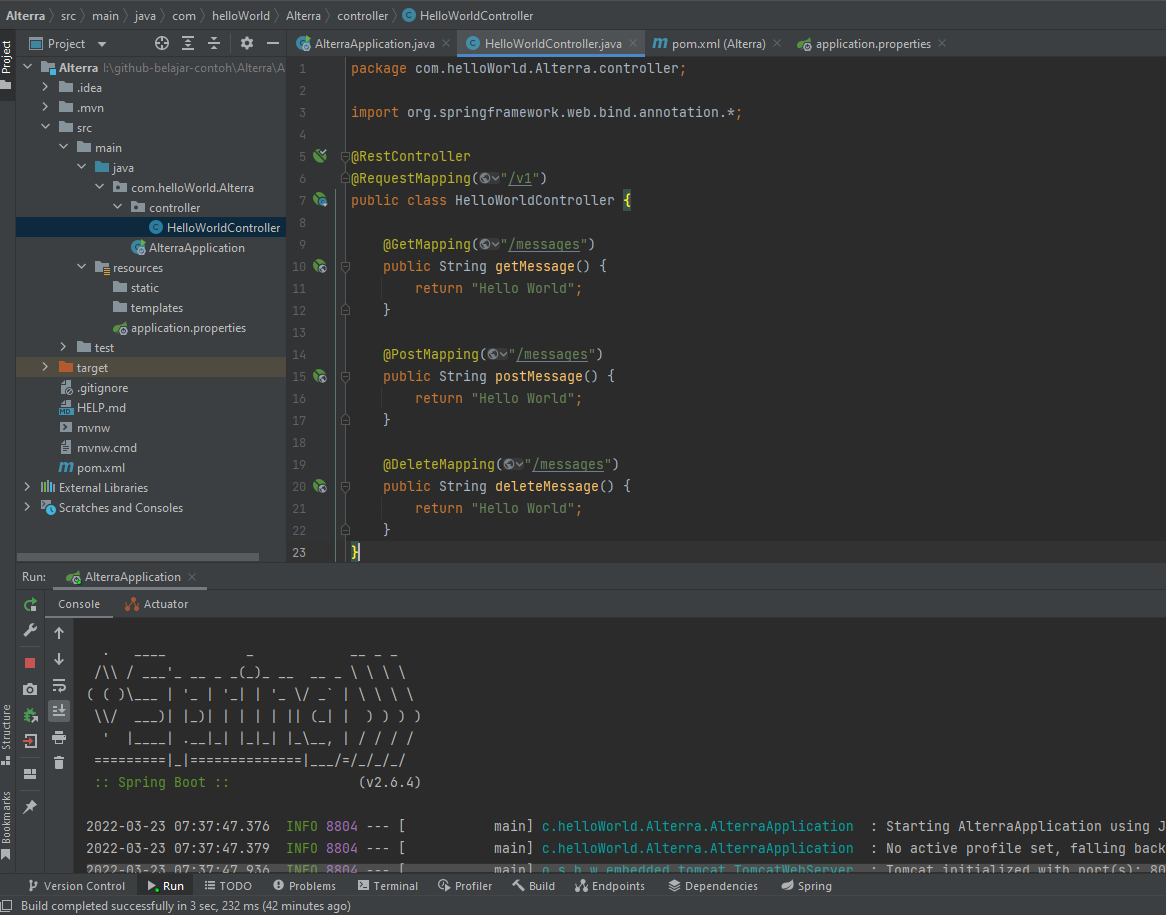 Alterra src main java com helloWorld Alterra controller HelloWorldController
Project
AlterraApplication.java
HelloWorldController.java
pom.xml (Alterra)
application.properties
Project
Alterra I:\github-belajar-contoh\Alterra\A
.idea
.mvn
src
main
java
com.helloWorld.Alterra
controller
HelloWorldController
AlterraApplication
resources
static
templates
application.properties
test
target
.gitignore
HELP.md
mvnw
mvnw.cmd
pom.xml
External Libraries
Scratches and Consoles
1 package com.helloWorld.Alterra.controller;
2
3 import org.springframework.web.bind.annotation.*;
4
5 @RestController
6 @RequestMapping("/v1")
7 public class HelloWorldController {
8
9 @GetMapping("/messages")
10 public String getMessage() {
11 return "Hello World";
12 }
13
14 @PostMapping("/messages")
15 public String postMessage() {
16 return "Hello World";
17 }
18
19 @DeleteMapping("/messages")
20 public String deleteMessage() {
21 return "Hello World";
22 }
23 }
Run: AlterraApplication
Console Actuator
  .   ____          _            __ _ _
 /\\ / ___'_ __ _ _(_)_ __  __ _ \ \ \ \
( ( )\___ | '_ | '_| | '_ \/ _` | \ \ \ \
 \\/  ___)| |_)| | | | | || (_| |  ) ) ) )
  '  |____| .__|_| |_|_| |_\__, | / / / /
 =========|_|==============|___/=/_/_/_/
 :: Spring Boot ::                (v2.6.4)
2022-03-23 07:37:47.376  INFO 8804 --- [           main] c.helloWorld.Alterra.AlterraApplication  : Starting AlterraApplication using J
2022-03-23 07:37:47.379  INFO 8804 --- [           main] c.helloWorld.Alterra.AlterraApplication  : No active profile set, falling back
2022-03-23 07:37:47.936  INFO 8804 --- [           main] o.s.b.w.embedded.tomcat.TomcatWebServer  : Tomcat initialized with port(s): 80
Structure
Bookmarks
Version Control Run TODO Problems Terminal Profiler Build Endpoints Dependencies Spring
Build completed successfully in 3 sec, 232 ms (42 minutes ago)